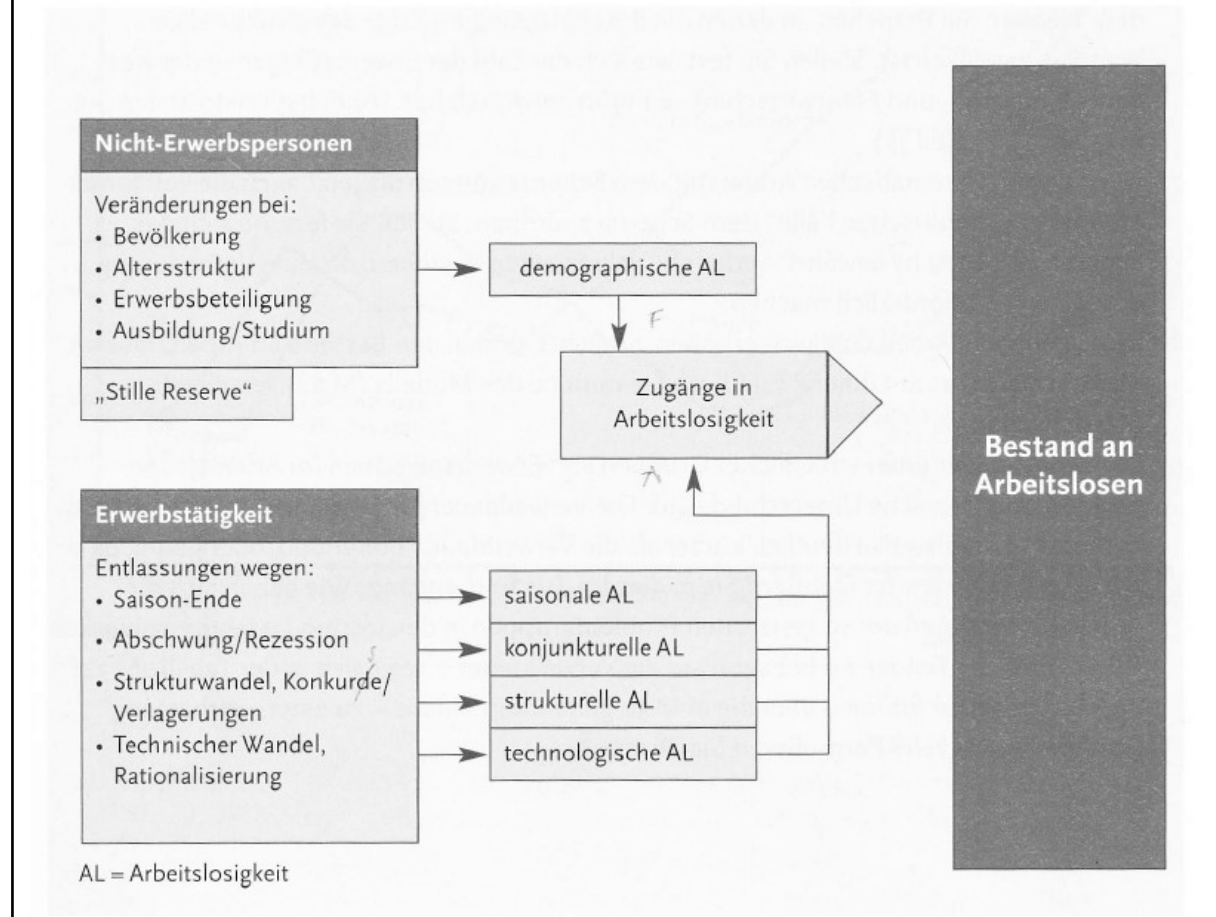 Nicht-Erwerbspersonen
Veränderungen bei:
• Bevölkerung
• Altersstruktur
• Erwerbsbeteiligung
• Ausbildung/Studium
„Stille Reserve“
demographische AL
F
Zugänge in
Arbeitslosigkeit
A
Bestand an
Arbeitslosen
Erwerbstätigkeit
Entlassungen wegen:
• Saison-Ende
• Abschwung/Rezession
s
• Strukturwandel, Konkurde/
Verlagerungen
• Technischer Wandel,
Rationalisierung
saisonale AL
konjunkturelle AL
strukturelle AL
technologische AL
AL = Arbeitslosigkeit